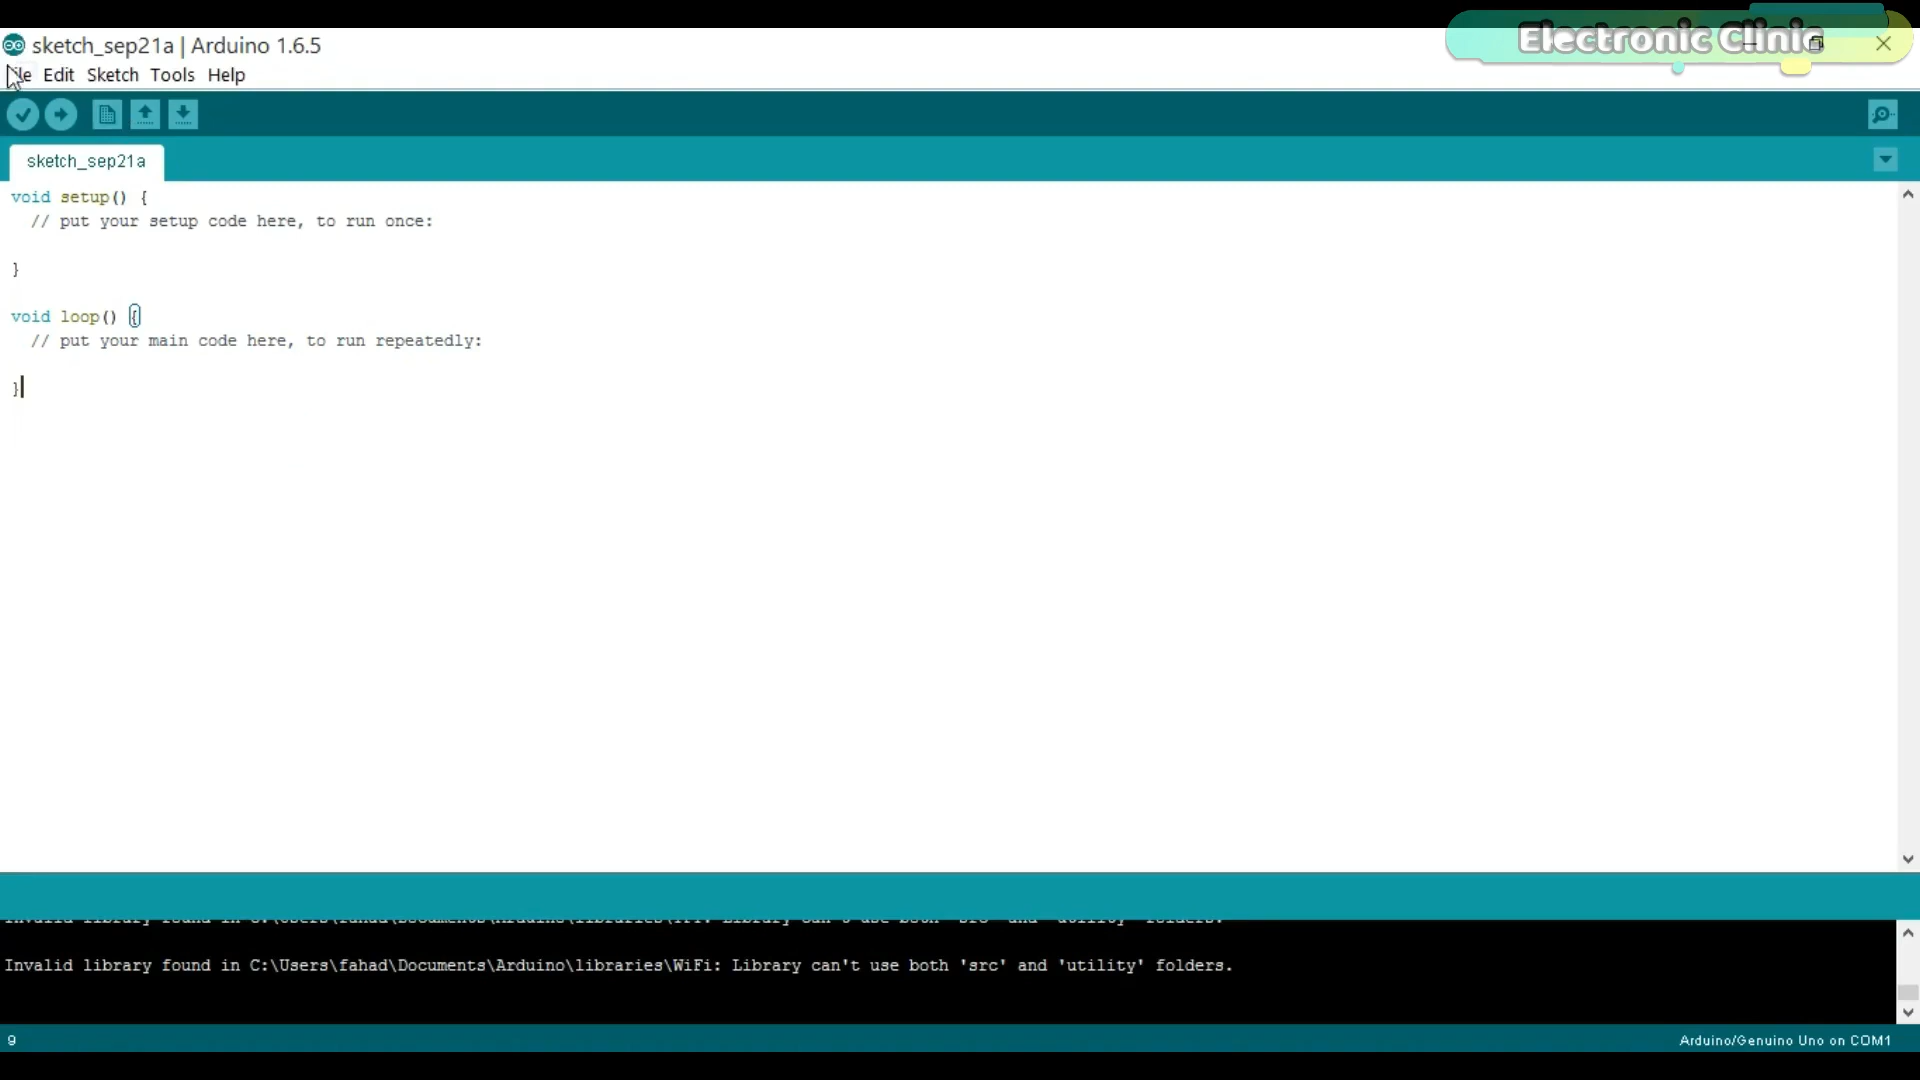 Electronic Clinic
sketch_sep21a | Arduino 1.6.5
Edit Sketch Tools Help
sketch_sep21a
void setup() {
// put your setup code here, to run once:
}
void loop() {
// put your main code here, to run repeatedly:
}
Invalid library found in C:\Users\fahad\Documents\Arduino\libraries\WiFi: Library can't use both 'src' and 'utility' folders.
9
Arduino/Genuino Uno on COM1